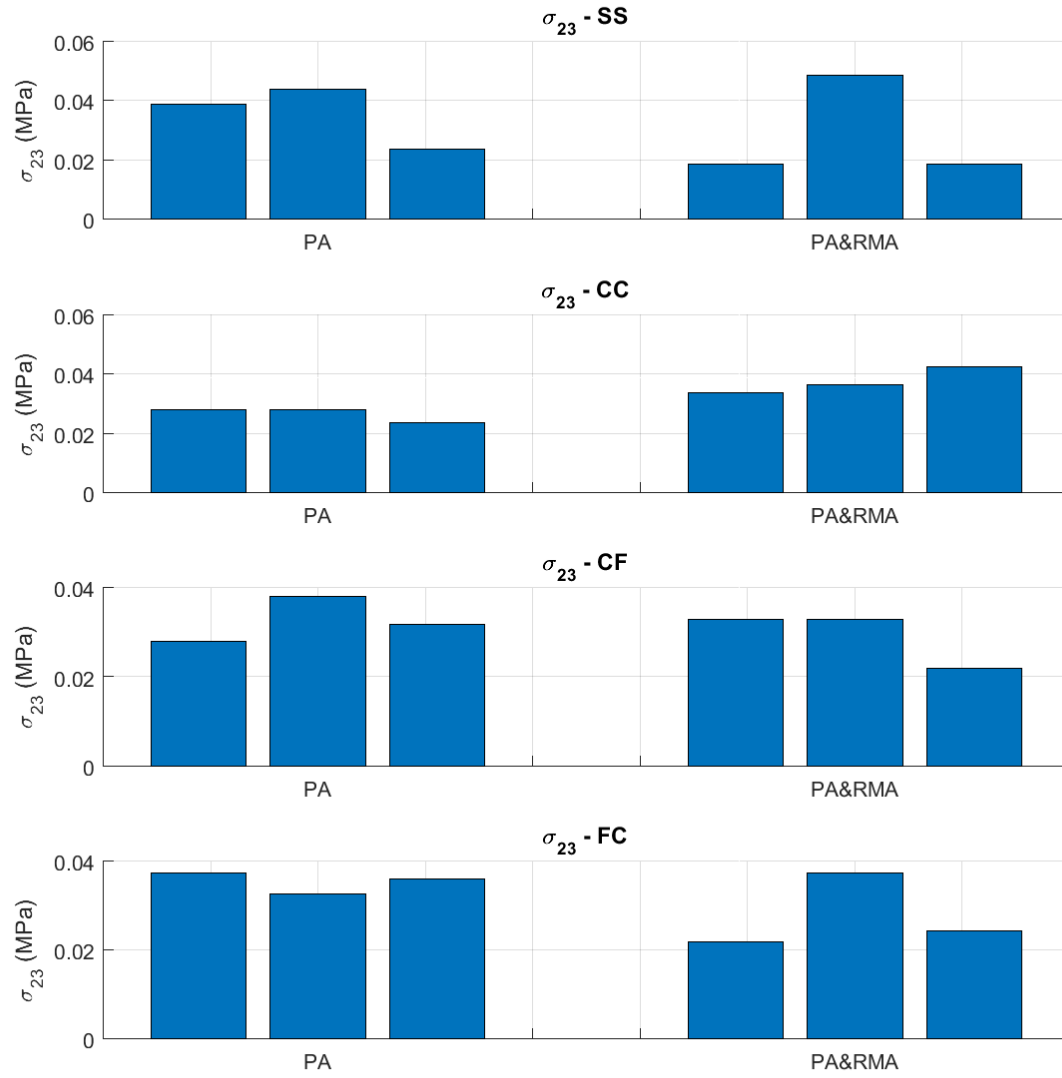 σ23 - SS
0.06
0.04
0.02
0
σ23 (MPa)
PA PA&RMA
σ23 - CC
0.06
0.04
0.02
0
σ23 (MPa)
PA PA&RMA
σ23 - CF
0.04
0.02
0
σ23 (MPa)
PA PA&RMA
σ23 - FC
0.04
0.02
0
σ23 (MPa)
PA PA&RMA